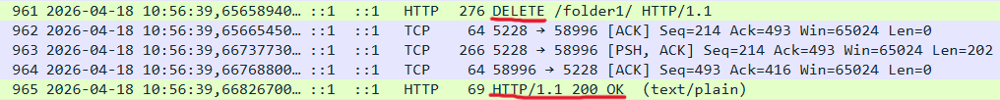 961 2026-04-18 10:56:39,65658940... ::1 ::1 HTTP 276 DELETE /folder1/ HTTP/1.1
962 2026-04-18 10:56:39,65665450... ::1 ::1 TCP 64 5228 → 58996 [ACK] Seq=214 Ack=493 Win=65024 Len=0
963 2026-04-18 10:56:39,66737730... ::1 ::1 TCP 266 5228 → 58996 [PSH, ACK] Seq=214 Ack=493 Win=65024 Len=202
964 2026-04-18 10:56:39,66768800... ::1 ::1 TCP 64 58996 → 5228 [ACK] Seq=493 Ack=416 Win=65024 Len=0
965 2026-04-18 10:56:39,66826700... ::1 ::1 HTTP 69 HTTP/1.1 200 OK (text/plain)